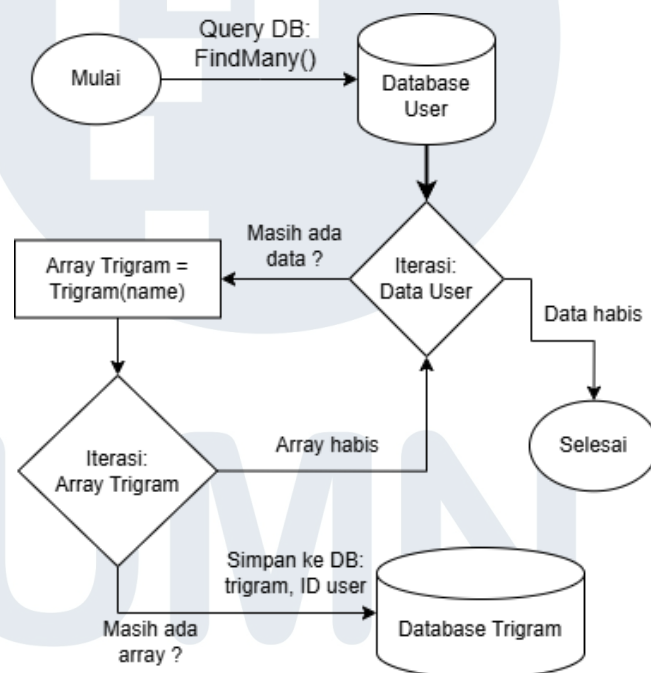 Query DB:
FindMany()
Mulai
Database
User
Masih ada
data ?
Iterasi:
Data User
Array Trigram =
Trigram(name)
Data habis
Selesai
Iterasi:
Array Trigram
Array habis
Simpan ke DB:
trigram, ID user
Masih ada
array ?
Database Trigram
UMN